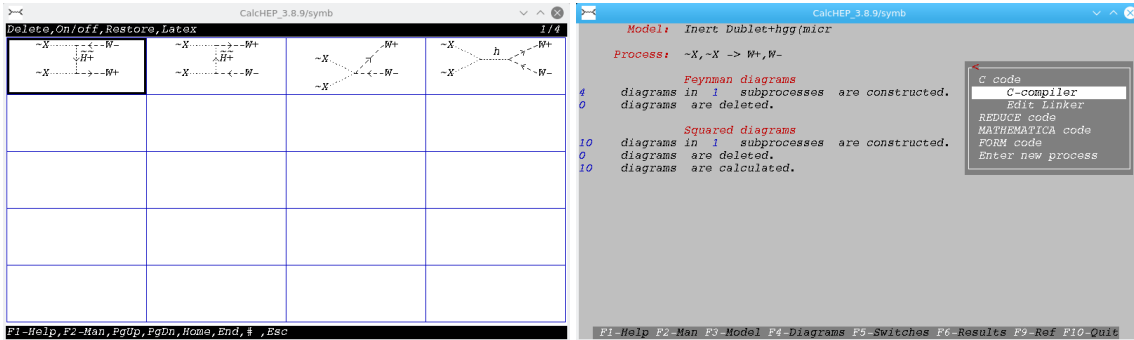 CalcHEP_3.8.9/symb
Delete,On/off,Restore,Latex 1/4
~X W- ~X W+ W+ ~X W+
~~ ~~ ~X h
H+ H+
~X W+ ~X W- W- ~X W-
~X
F1-Help,F2-Man,PgUp,PgDn,Home,End,# ,Esc
CalcHEP_3.8.9/symb
Model: Inert Dublet+hgg(micr
Process: ~X,~X -> W+,W-
Feynman diagrams
4 diagrams in 1 subprocesses are constructed.
0 diagrams are deleted.
Squared diagrams
10 diagrams in 1 subprocesses are constructed.
0 diagrams are deleted.
10 diagrams are calculated.
<
C code
C-compiler
Edit Linker
REDUCE code
MATHEMATICA code
FORM code
Enter new process
F1-Help F2-Man F3-Model F4-Diagrams F5-Switches F6-Results F9-Ref F10-Quit